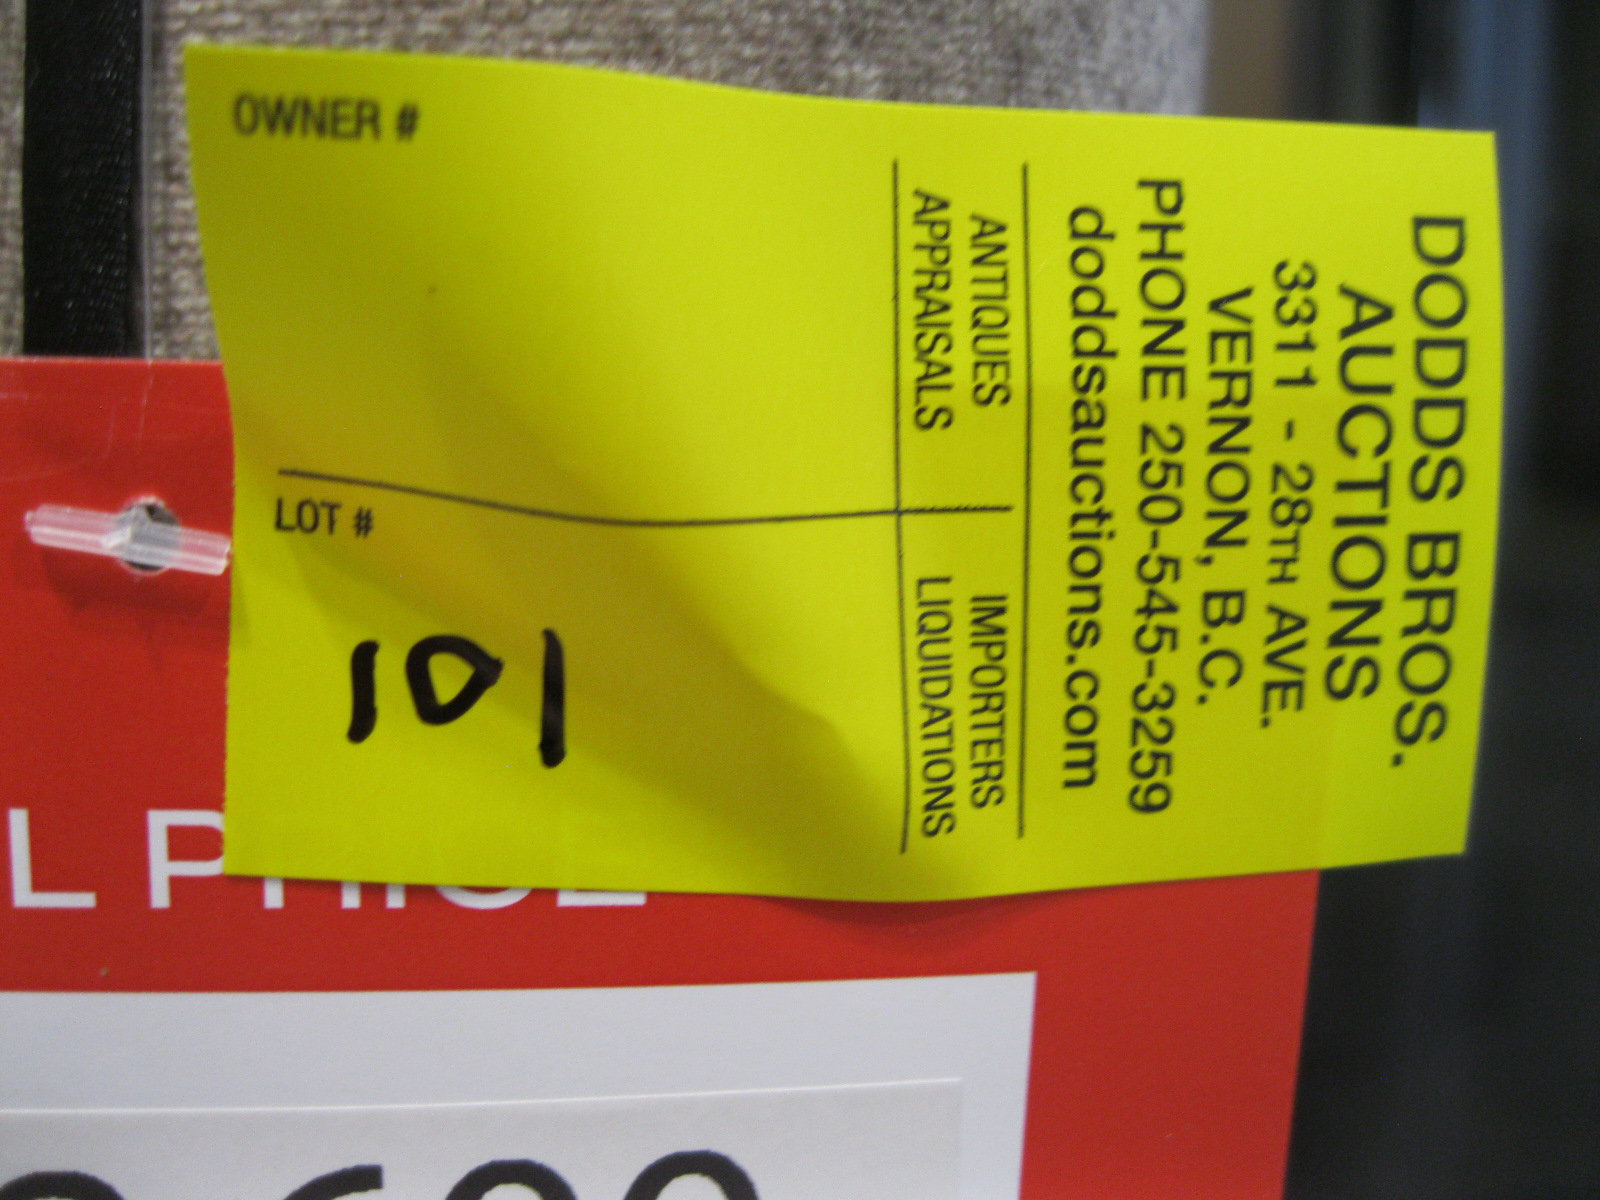 DODDS BROS.
AUCTIONS
3311 - 28TH AVE.
VERNON, B.C.
PHONE 250-545-3259
doddsauctions.com
ANTIQUES IMPORTERS
APPRAISALS LIQUIDATIONS
OWNER #
LOT #
101
L PRICE